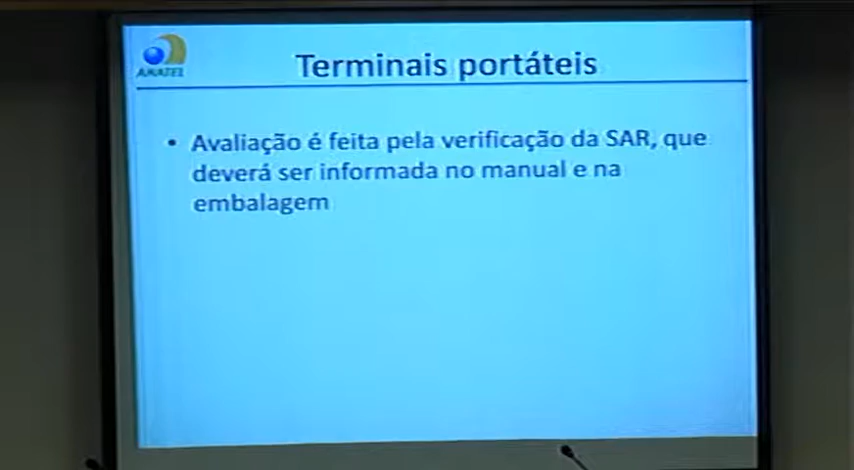 ANATEL
Terminais portáteis
• Avaliação é feita pela verificação da SAR, que
deverá ser informada no manual e na
embalagem